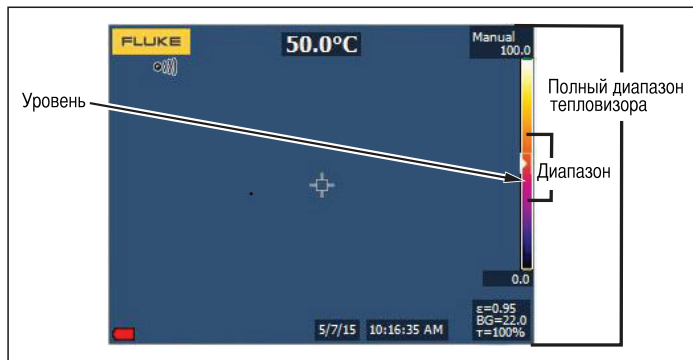 FLUKE
50.0°C
Manual
100.0
Уровень
Полный диапазон
тепловизора
Диапазон
0.0
ε=0.95
BG=22.0
τ=100%
5/7/15 10:16:35 AM